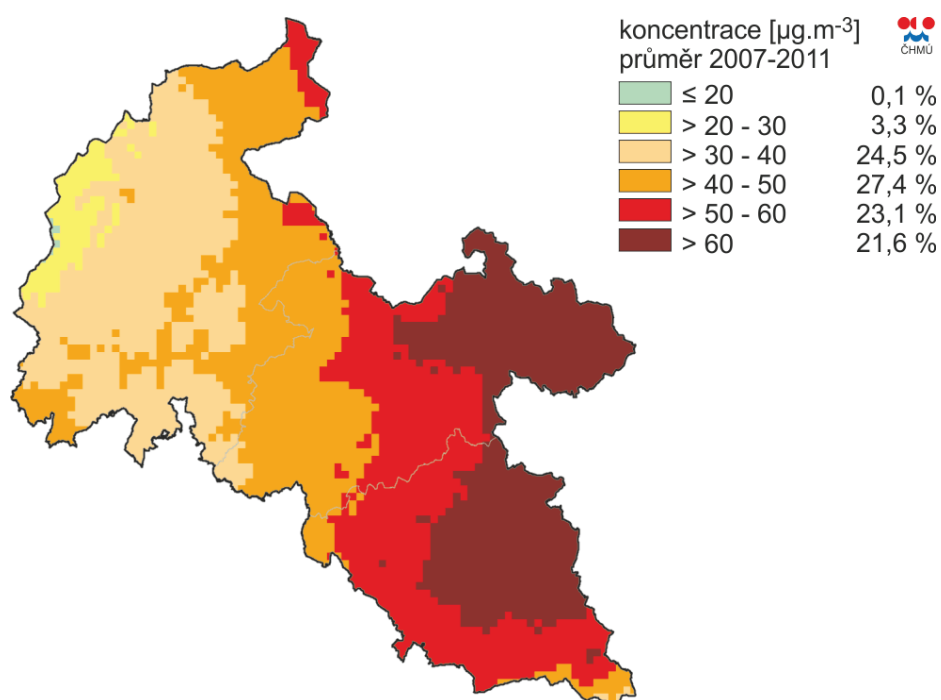 koncentrace [µg.m-3]
průměr 2007-2011
ČHMÚ
≤ 20 0,1 %
> 20 - 30 3,3 %
> 30 - 40 24,5 %
> 40 - 50 27,4 %
> 50 - 60 23,1 %
> 60 21,6 %